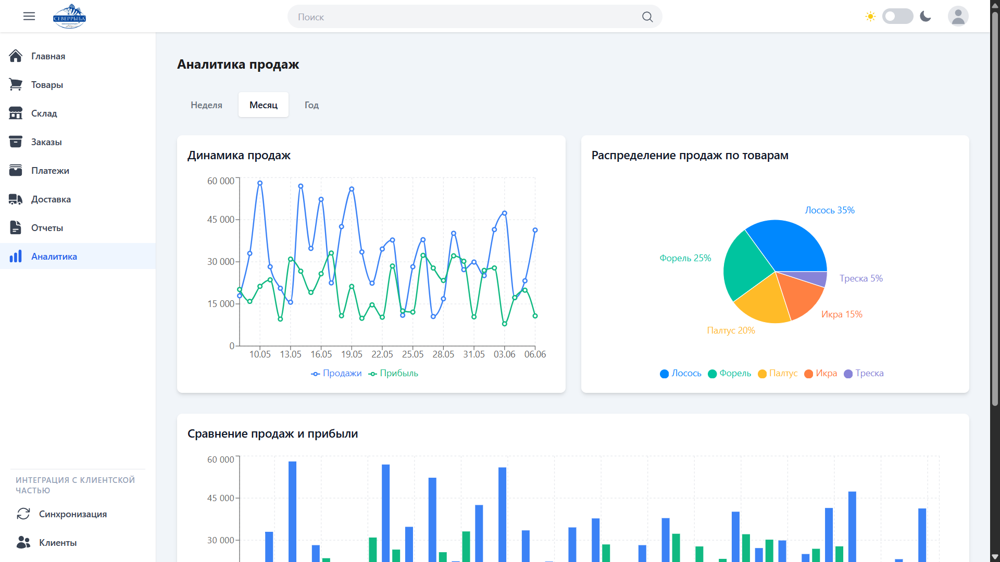 СЕВЕРРЫБА
Поиск
Главная
Товары
Склад
Заказы
Платежи
Доставка
Отчеты
Аналитика
ИНТЕГРАЦИЯ С КЛИЕНТСКОЙ
ЧАСТЬЮ
Синхронизация
Клиенты
Аналитика продаж
Неделя Месяц Год
Динамика продаж
60 000
45 000
30 000
15 000
0
10.05 13.05 16.05 19.05 22.05 25.05 28.05 31.05 03.06 06.06
Продажи Прибыль
Распределение продаж по товарам
Лосось 35%
Форель 25%
Треска 5%
Икра 15%
Палтус 20%
Лосось Форель Палтус Икра Треска
Сравнение продаж и прибыли
60 000
45 000
30 000